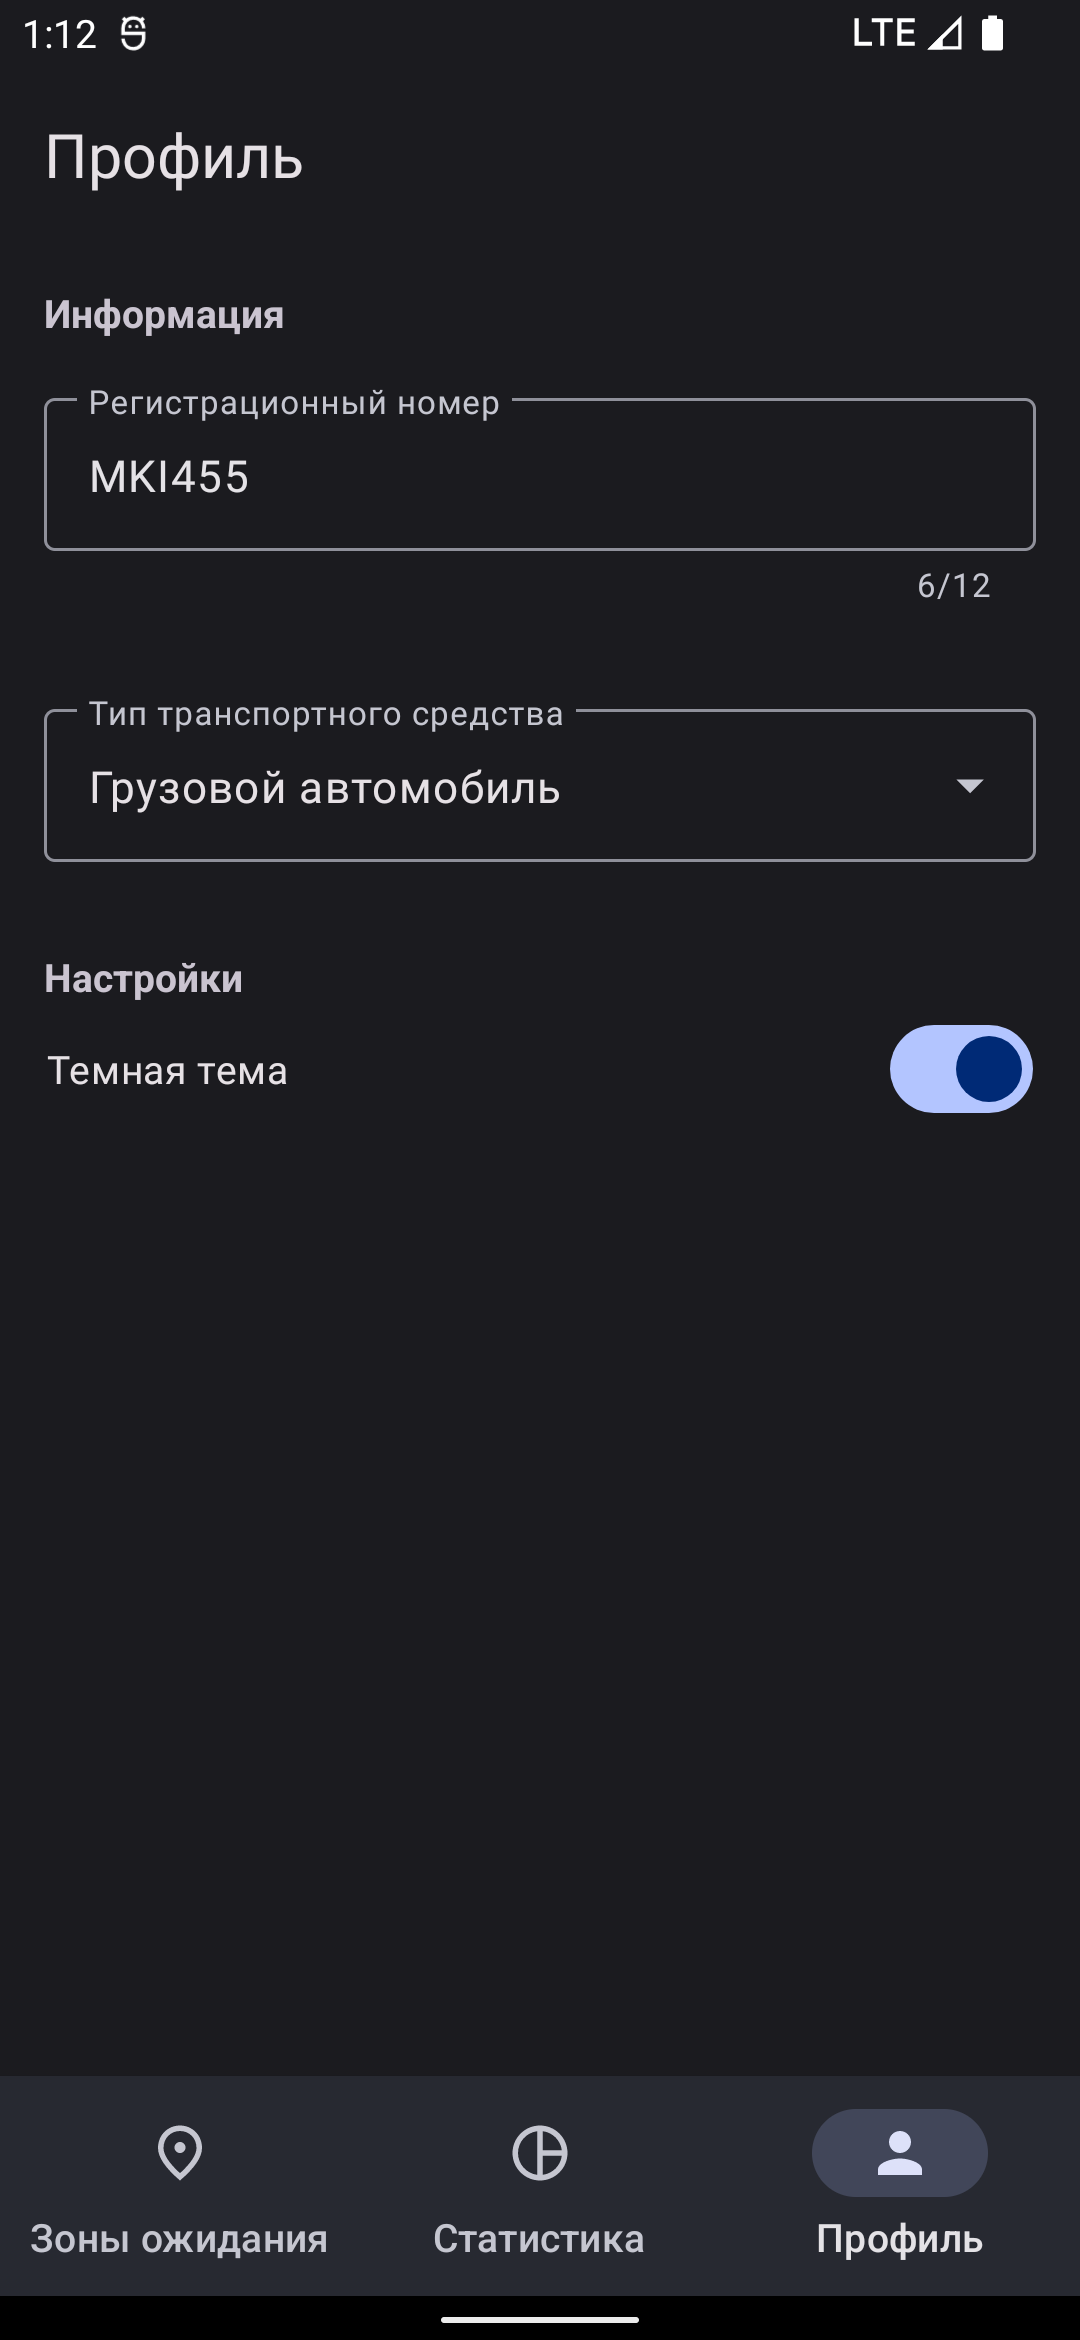 1:12 LTE
Профиль
Информация
Регистрационный номер
MKI455
6/12
Тип транспортного средства
Грузовой автомобиль
Настройки
Темная тема
Зоны ожидания Статистика Профиль